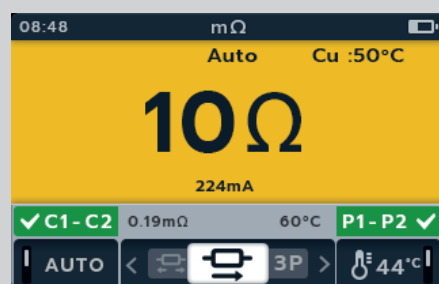 08:48 mΩ
Auto Cu :50°C
10Ω
224mA
✓ C1-C2 0.19mΩ 60°C P1-P2 ✓
AUTO < 3P > 44°C